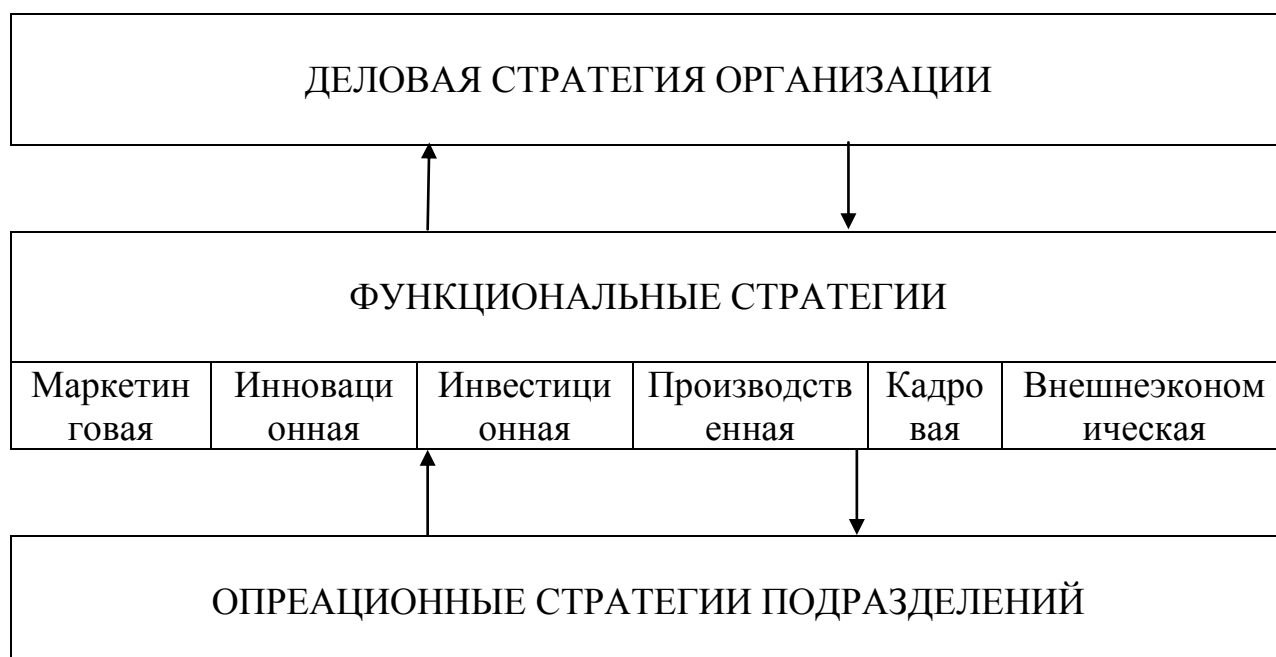 ДЕЛОВАЯ СТРАТЕГИЯ ОРГАНИЗАЦИИ
ФУНКЦИОНАЛЬНЫЕ СТРАТЕГИИ
Маркетин
говая
Инноваци
онная
Инвестици
онная
Производств
енная
Кадро
вая
Внешнеэконом
ическая
ОПРЕАЦИОННЫЕ СТРАТЕГИИ ПОДРАЗДЕЛЕНИЙ